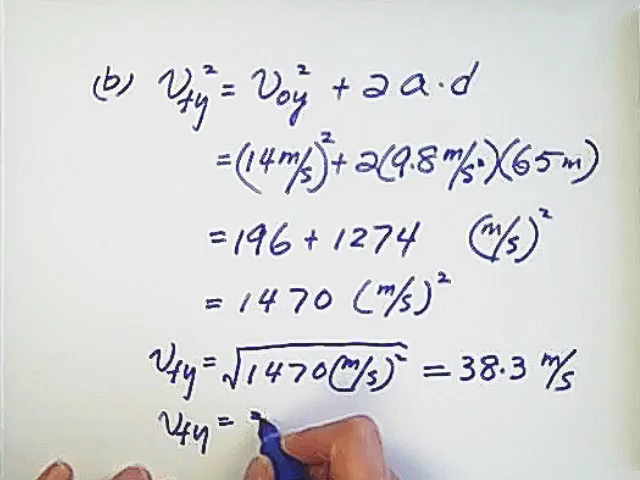 (b) V_fy² = V_oy² + 2a·d
= (14 m/s)² + 2(9.8 m/s²)(65 m)
= 196 + 1274 (m/s)²
= 1470 (m/s)²
V_fy = √1470(m/s)² = 38.3 m/s
V_fy =